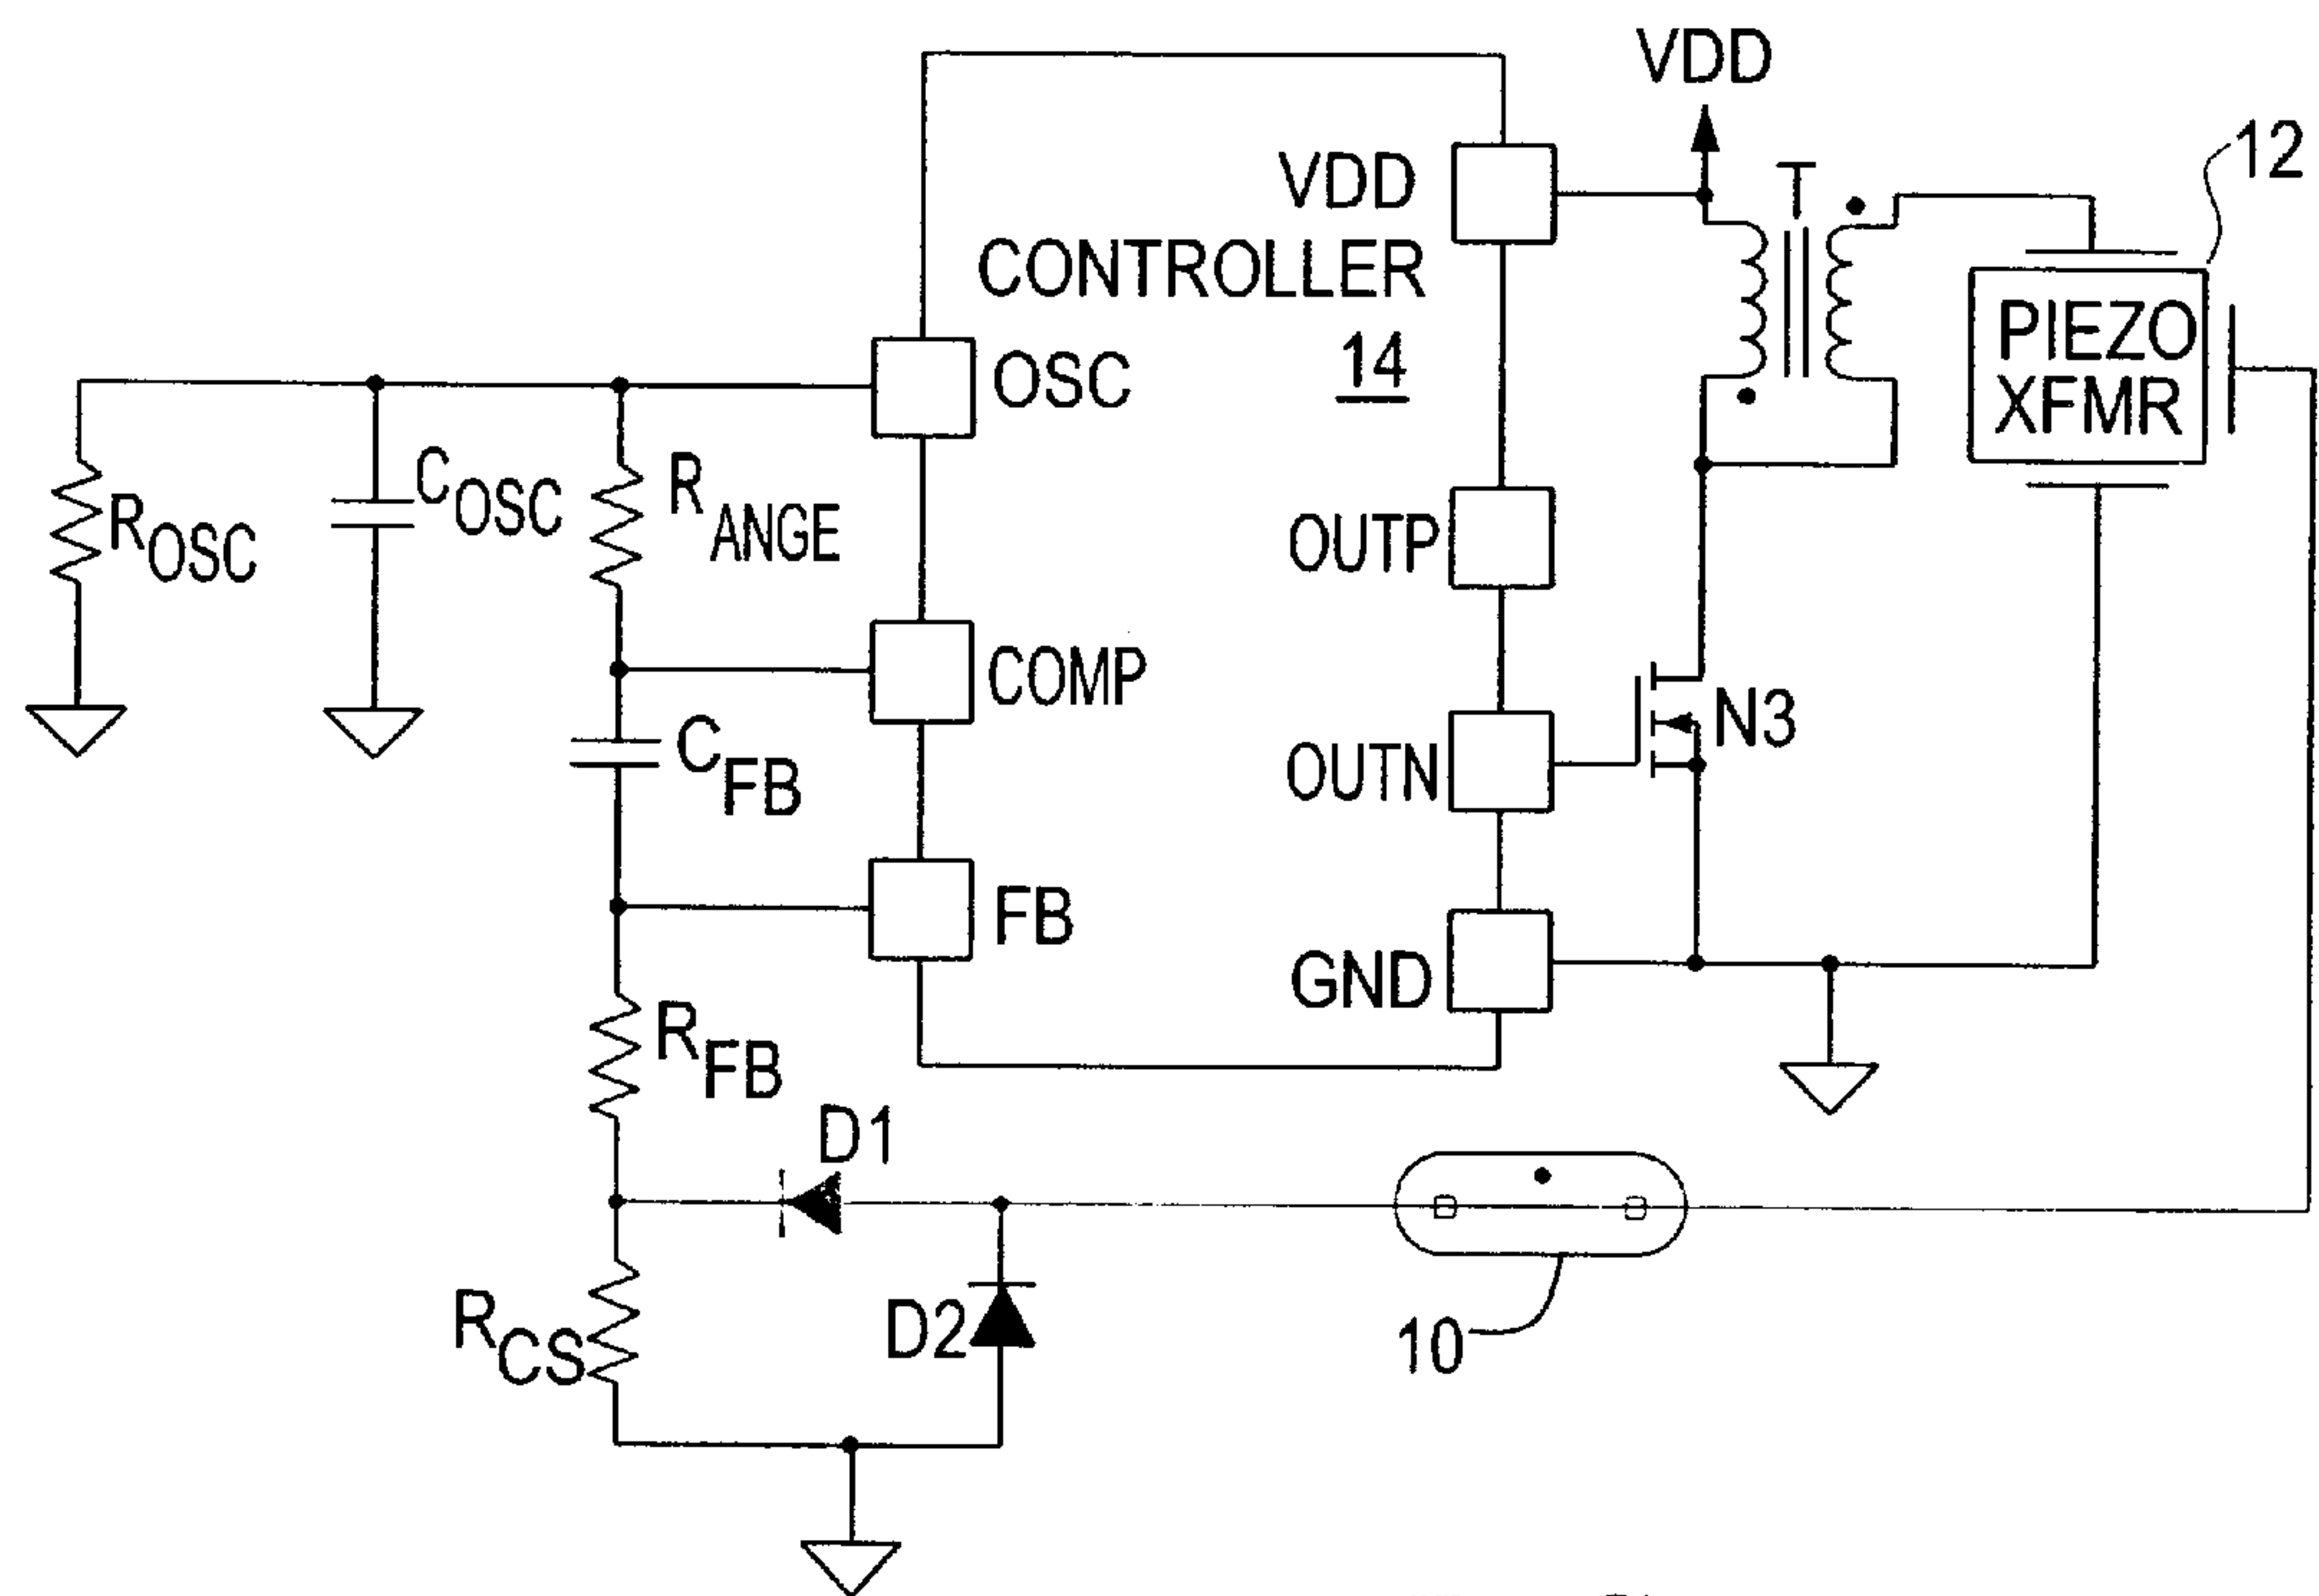 VDD
12
VDD
T
CONTROLLER
14
PIEZO
XFMR
OSC
COSC
ROSC
RANGE
OUTP
COMP
N3
CFB
OUTN
FB
GND
RFB
D1
RCS
D2
10